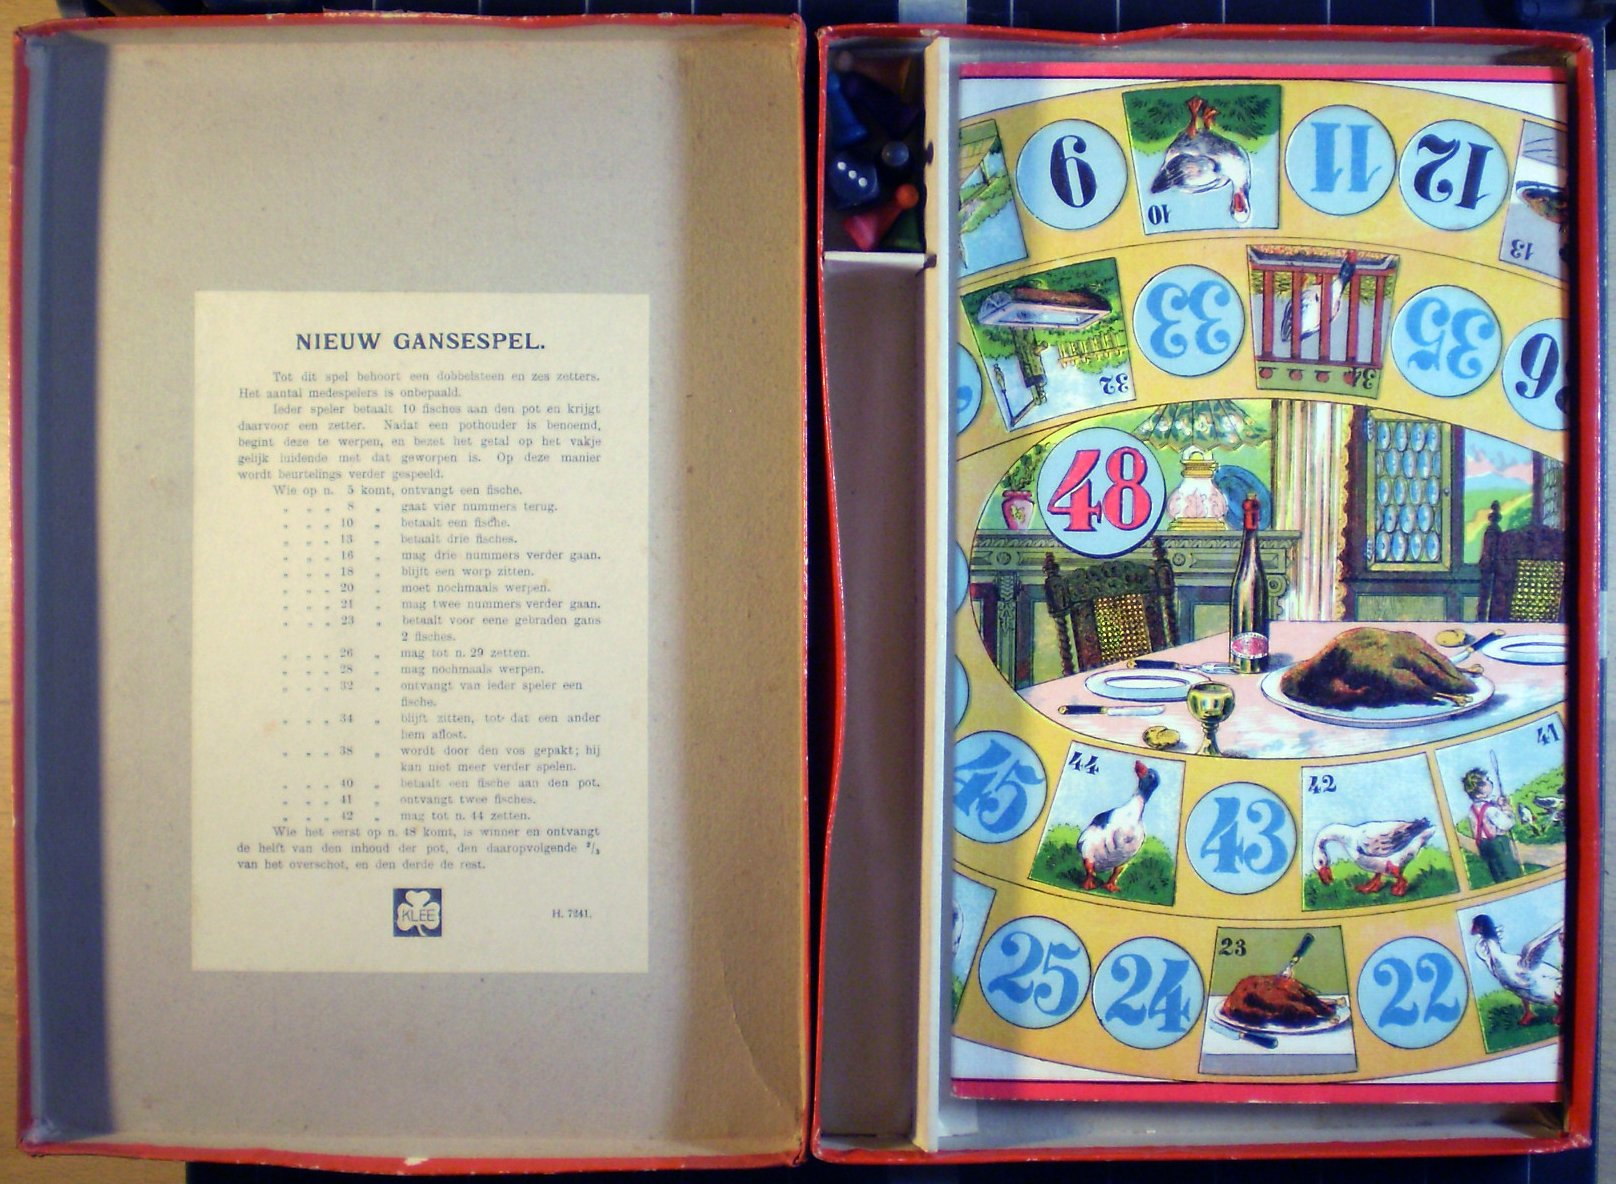 NIEUW GANSESPEL.
Tot dit spel behoort een dobbelsteen en zes zetters.
Het aantal medespelers is onbepaald.
Ieder speler betaalt 10 fisches aan den pot en krijgt
daarvoor een zetter. Nadat een pothouder is benoemd,
begint deze te werpen, en bezet het getal op het vakje
gelijk luidende met dat geworpen is. Op deze manier
wordt beurtelings verder gespeeld.
Wie op n. 5 komt, ontvangt een fische.
„ „ „ 8 „ gaat vier nummers terug.
„ „ „ 10 „ betaalt een fische.
„ „ „ 13 „ betaalt drie fisches.
„ „ „ 16 „ mag drie nummers verder gaan.
„ „ „ 18 „ blijft een worp zitten.
„ „ „ 20 „ moet nochmaals werpen.
„ „ „ 21 „ mag twee nummers verder gaan.
„ „ „ 23 „ betaalt voor eene gebraden gans
2 fisches.
„ „ „ 26 „ mag tot n. 29 zetten.
„ „ „ 28 „ mag nochmaals werpen.
„ „ „ 32 „ ontvangt van ieder speler een
fische.
„ „ „ 34 „ blijft zitten, tot dat een ander
hem aflost.
„ „ „ 38 „ wordt door den vos gepakt; hij
kan niet meer verder spelen.
„ „ „ 40 „ betaalt een fische aan den pot.
„ „ „ 41 „ ontvangt twee fisches.
„ „ „ 42 „ mag tot n. 44 zetten.
Wie het eerst op n. 48 komt, is winner en ontvangt
de helft van den inhoud der pot, den daaropvolgende ²/₃
van het overschot, en den derde de rest.
KLEE
H. 7241.
9 10 11 12 13
32 33 34 35
48
45 44 43 42 41
25 24 23 22